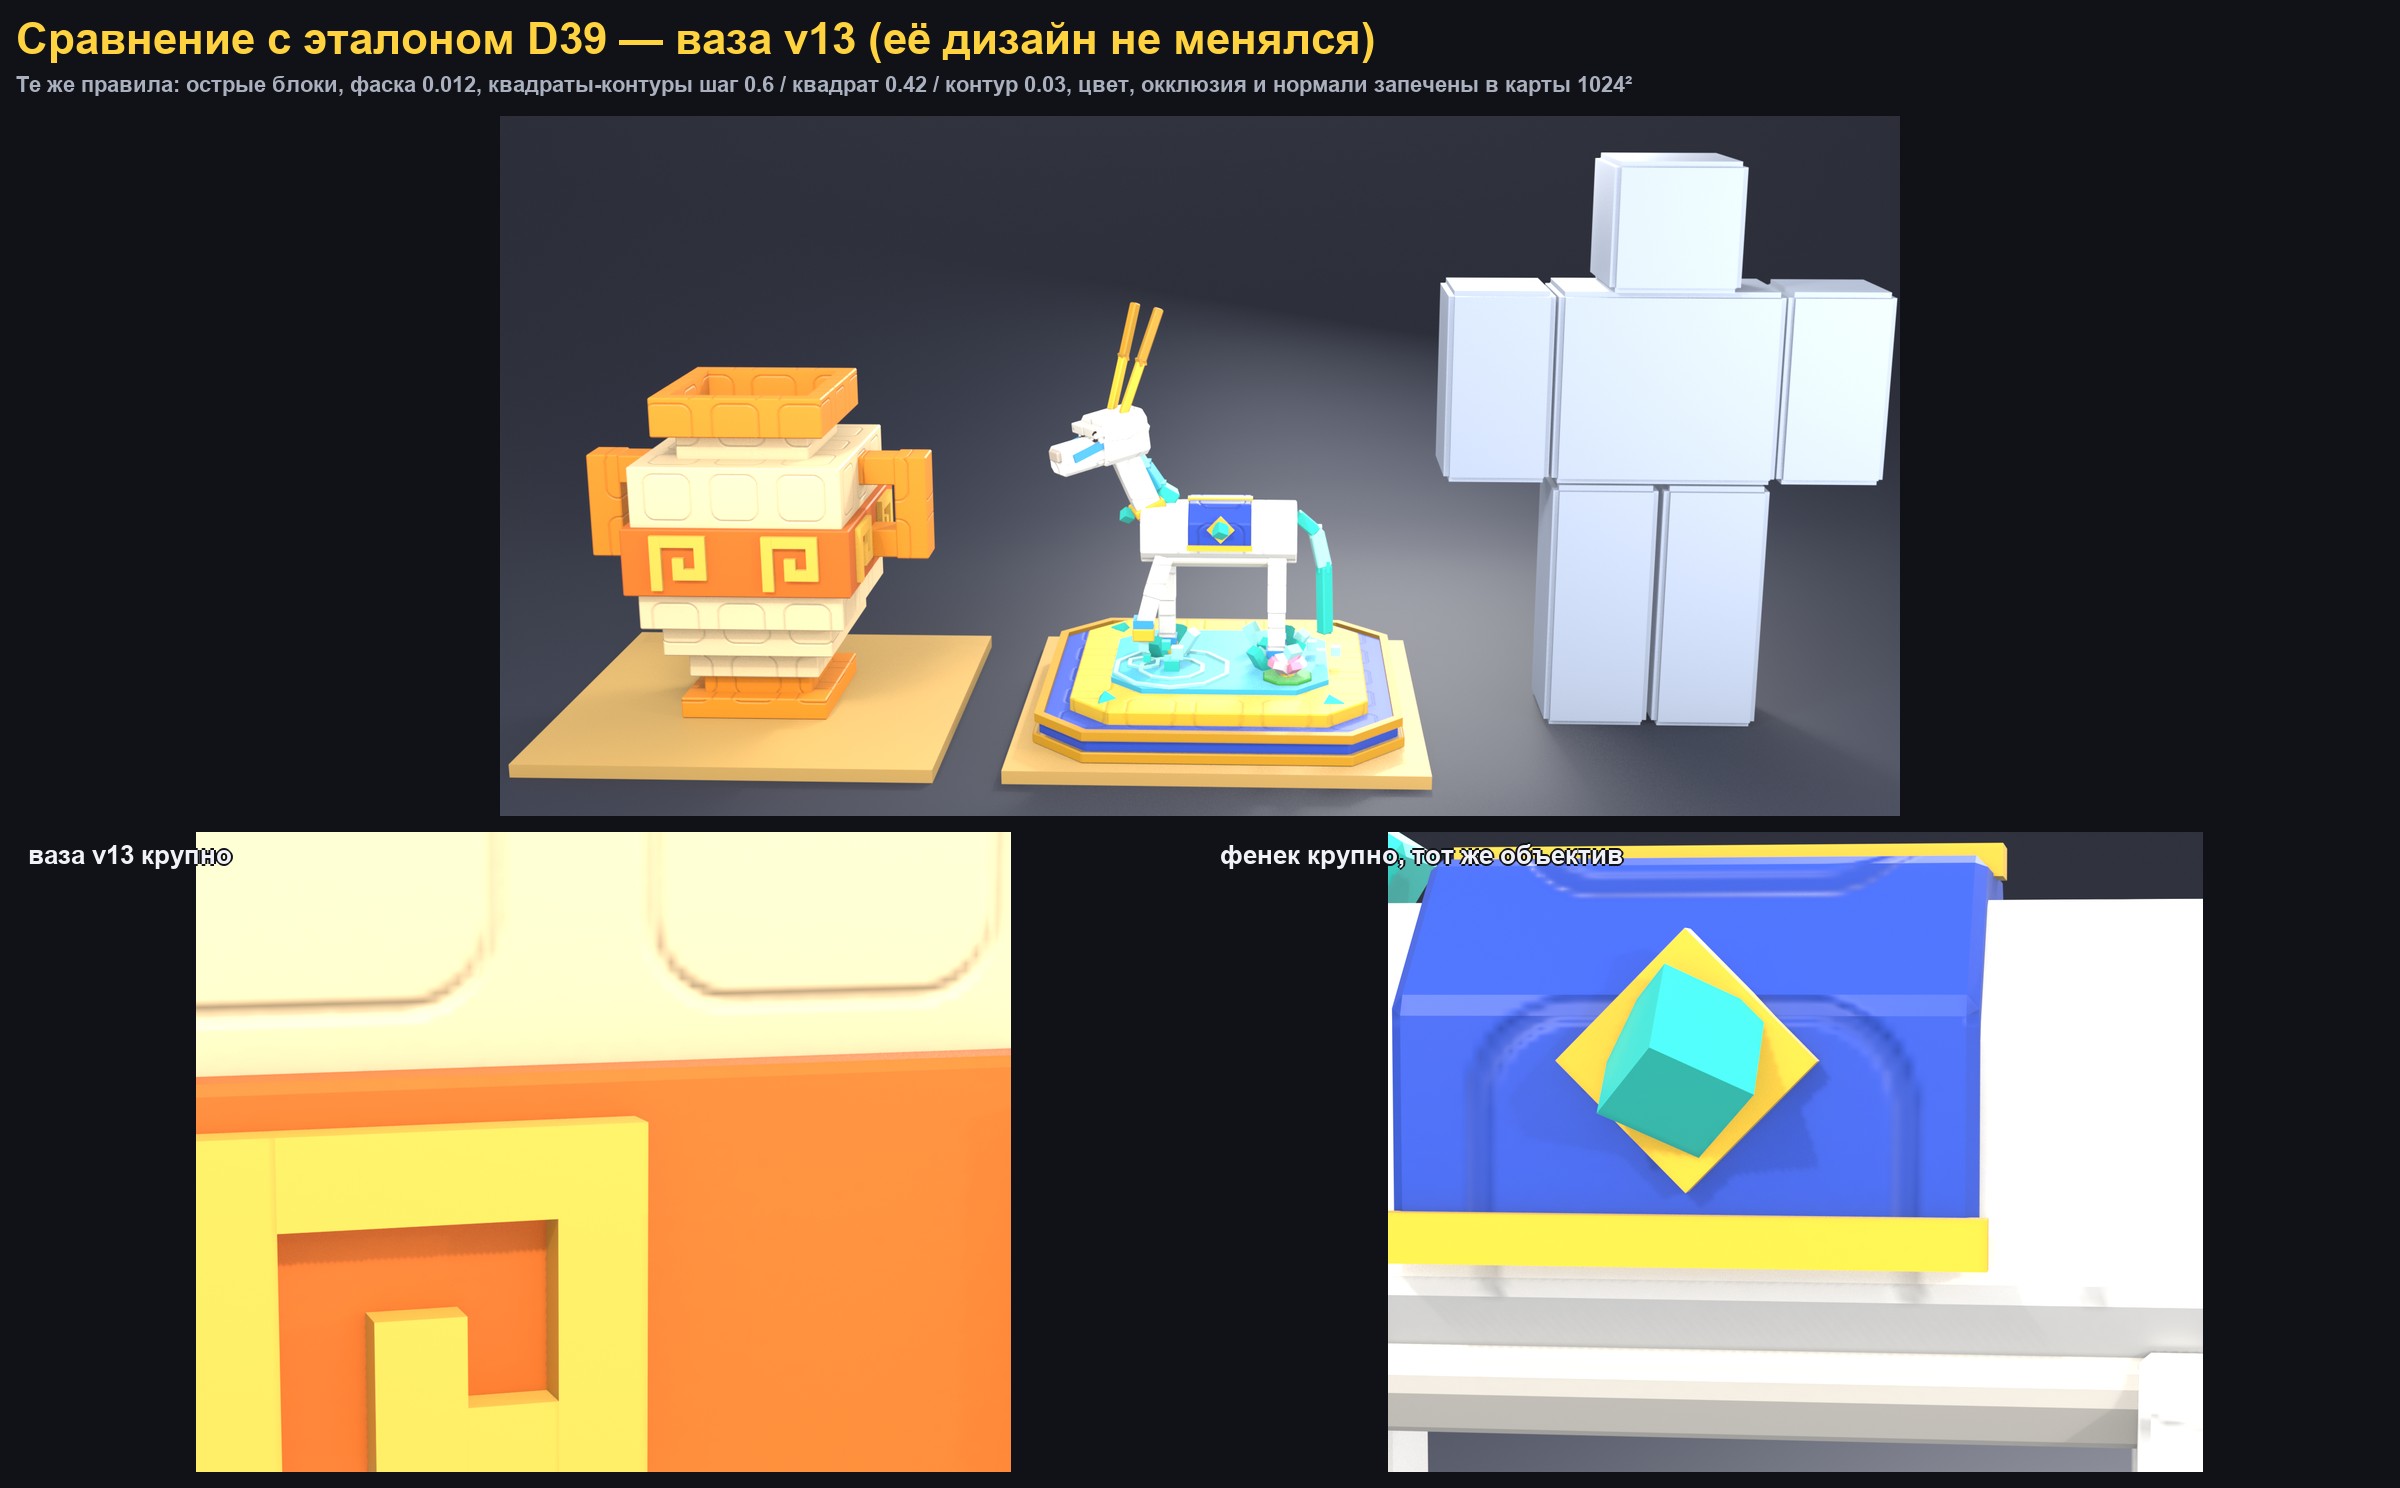 Сравнение с эталоном D39 — ваза v13 (её дизайн не менялся)
Те же правила: острые блоки, фаска 0.012, квадраты-контуры шаг 0.6 / квадрат 0.42 / контур 0.03, цвет, окклюзия и нормали запечены в карты 1024²
ваза v13 крупно
фенек крупно, тот же объектив